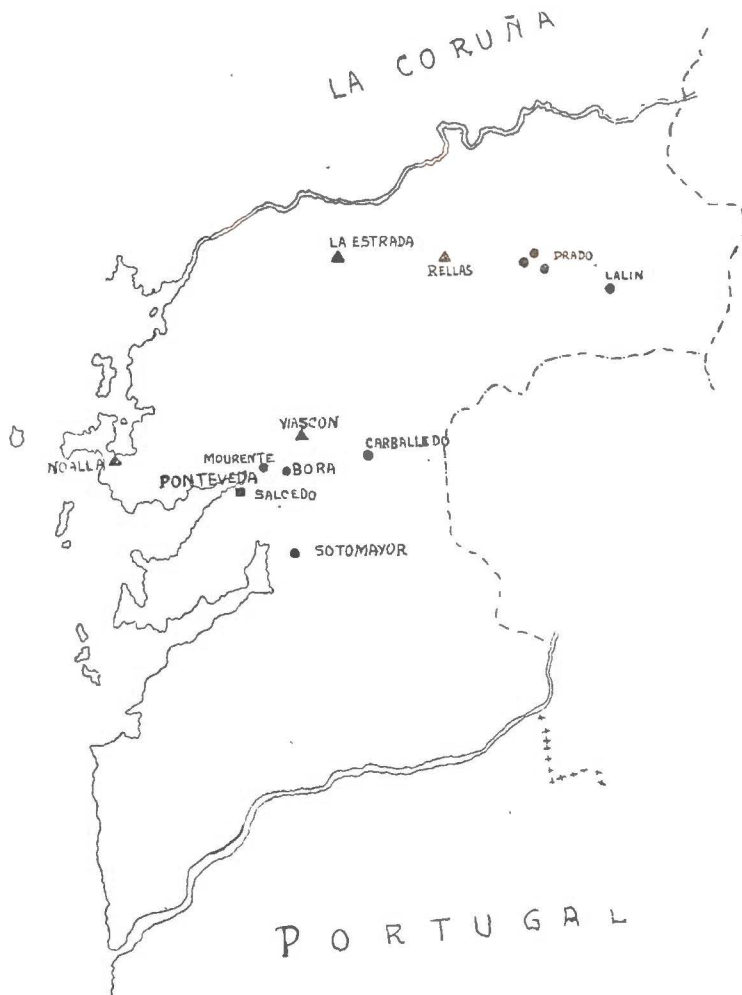 LA CORUÑA
LA ESTRADA
RELLAS
PRADO
LALIN
VIASCON
CARBALLEDO
NOALLA
MOURENTE
BORA
PONTEVEDA
SALCEDO
SOTOMAYOR
PORTUGAL